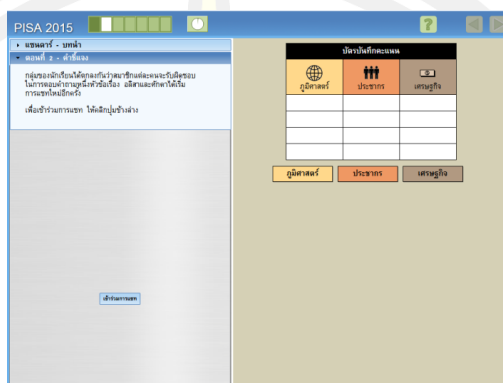 PISA 2015
?
แซนดาร์ - บทนำ
ตอนที่ 2 - คำชี้แจง
กลุ่มของนักเรียนได้ตกลงกันว่าสมาชิกแต่ละคนจะรับผิดชอบ
ในการตอบคำถามหนึ่งหัวข้อเรื่อง อลิสาและศักดาได้เริ่ม
การแชทใหม่อีกครั้ง
เพื่อเข้าร่วมการแชท ให้คลิกปุ่มข้างล่าง
เข้าร่วมการแชท
บัตรบันทึกคะแนน
ภูมิศาสตร์ ประชากร เศรษฐกิจ
ภูมิศาสตร์ ประชากร เศรษฐกิจ